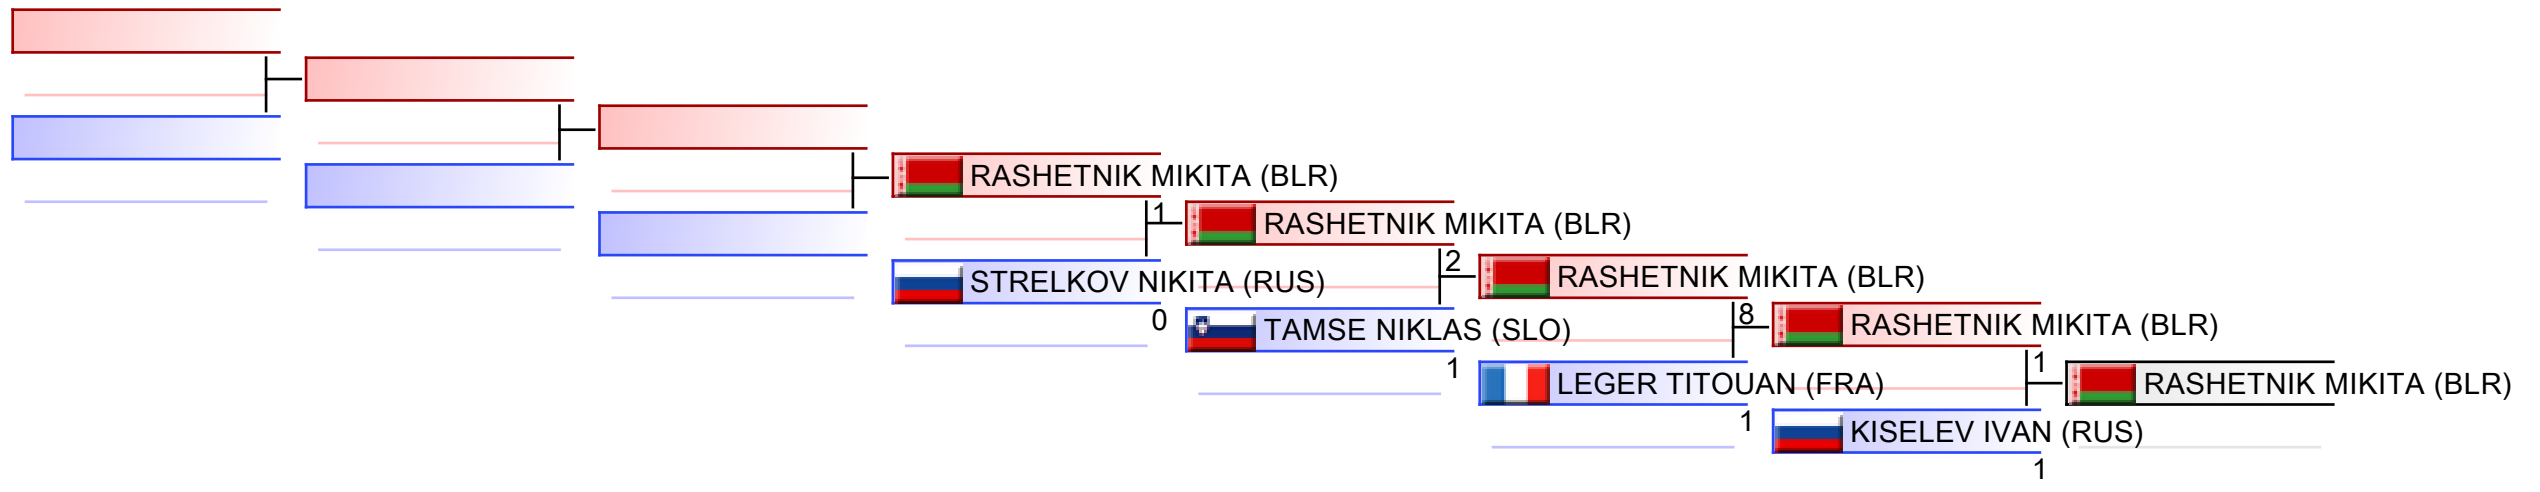 RASHETNIK MIKITA (BLR)
1
RASHETNIK MIKITA (BLR)
2
STRELKOV NIKITA (RUS)
RASHETNIK MIKITA (BLR)
0
TAMSE NIKLAS (SLO)
8
RASHETNIK MIKITA (BLR)
1
LEGER TITOUAN (FRA)
1
RASHETNIK MIKITA (BLR)
1
KISELEV IVAN (RUS)
1